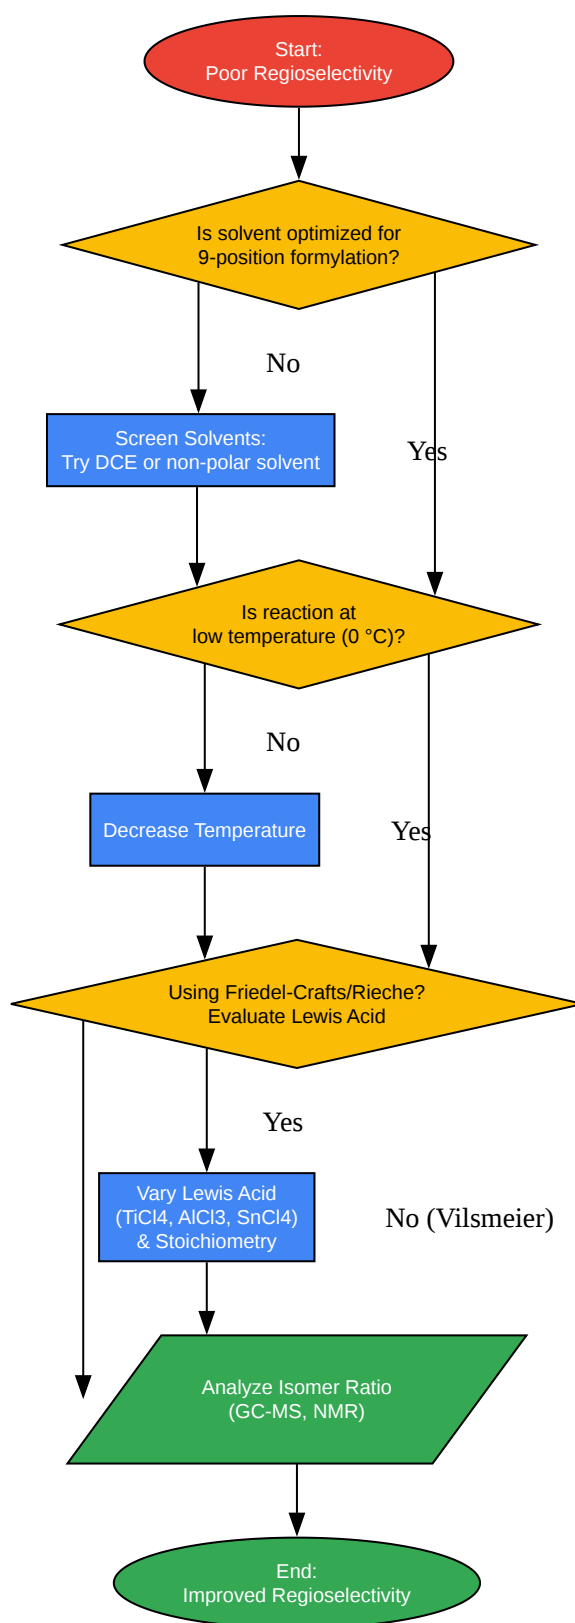 Start:
Poor Regioselectivity
Is solvent optimized for
9-position formylation?
No
Screen Solvents:
Try DCE or non-polar solvent
Yes
Is reaction at
low temperature (0 °C)?
No
Decrease Temperature
Yes
Using Friedel-Crafts/Rieche?
Evaluate Lewis Acid
Yes
Vary Lewis Acid
(TiCl4, AlCl3, SnCl4)
& Stoichiometry
No (Vilsmeier)
Analyze Isomer Ratio
(GC-MS, NMR)
End:
Improved Regioselectivity